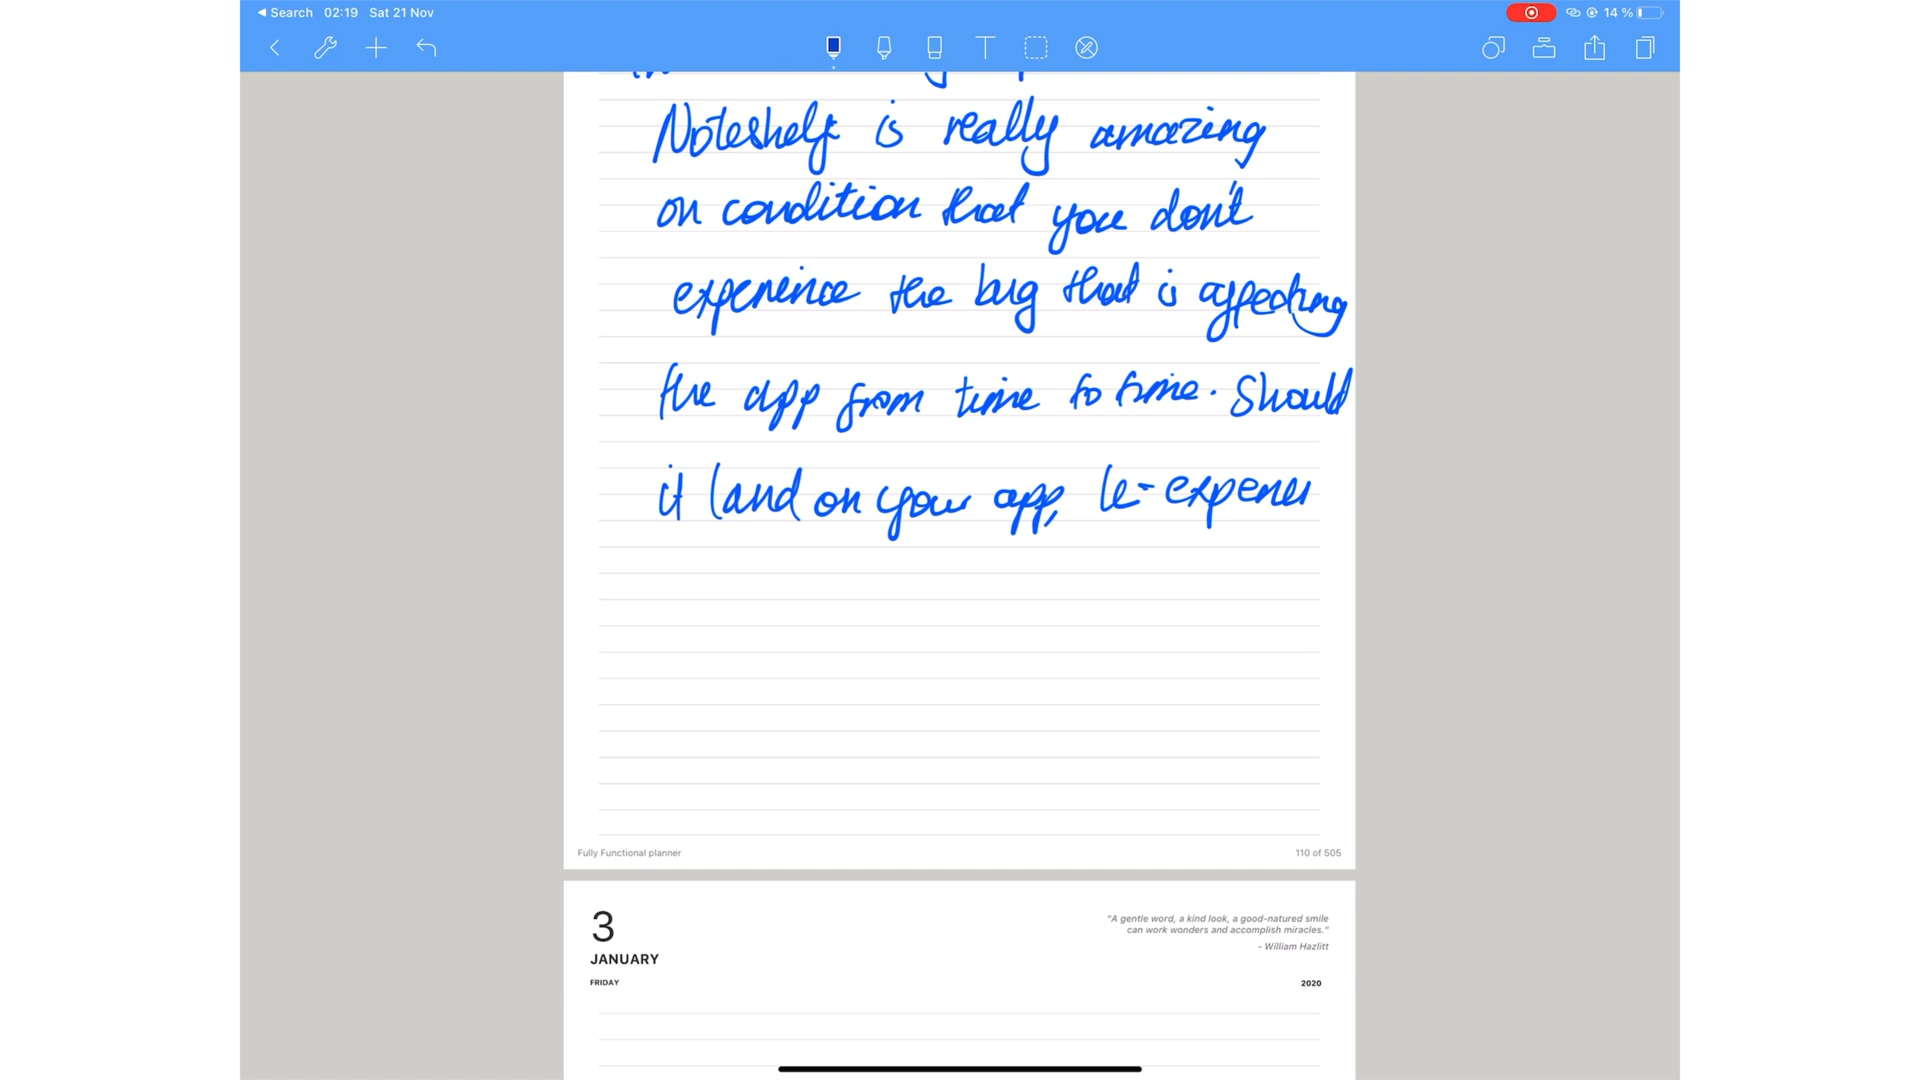 Search 02:19 Sat 21 Nov 14 %
Noteshelf is really amazing
on condition that you don't
experience the bug that is affecting
the app from time to time. Should
it land on your app,
Fully Functional planner 110 of 505
3
JANUARY
FRIDAY
"A gentle word, a kind look, a good-natured smile
can work wonders and accomplish miracles."
- William Hazlitt
2020